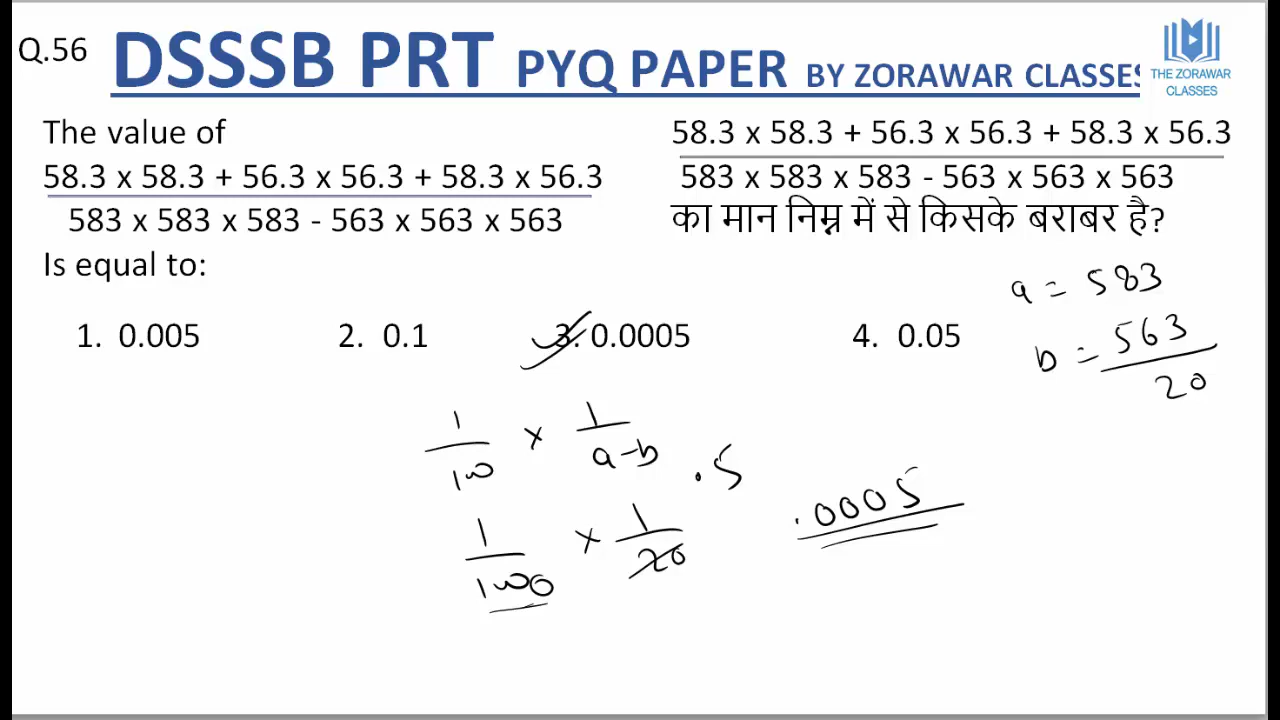 Q.56
DSSSB PRT PYQ PAPER BY ZORAWAR CLASSES
THE ZORAWAR
CLASSES
The value of
58.3 x 58.3 + 56.3 x 56.3 + 58.3 x 56.3
583 x 583 x 583 - 563 x 563 x 563
Is equal to:
58.3 x 58.3 + 56.3 x 56.3 + 58.3 x 56.3
583 x 583 x 583 - 563 x 563 x 563
का मान निम्न में से किसके बराबर है?
1. 0.005 2. 0.1 3. 0.0005 4. 0.05
a = 583
b = 563
20
1 x 1
100 a-b
.5
1 x 1
1000 20
.0005